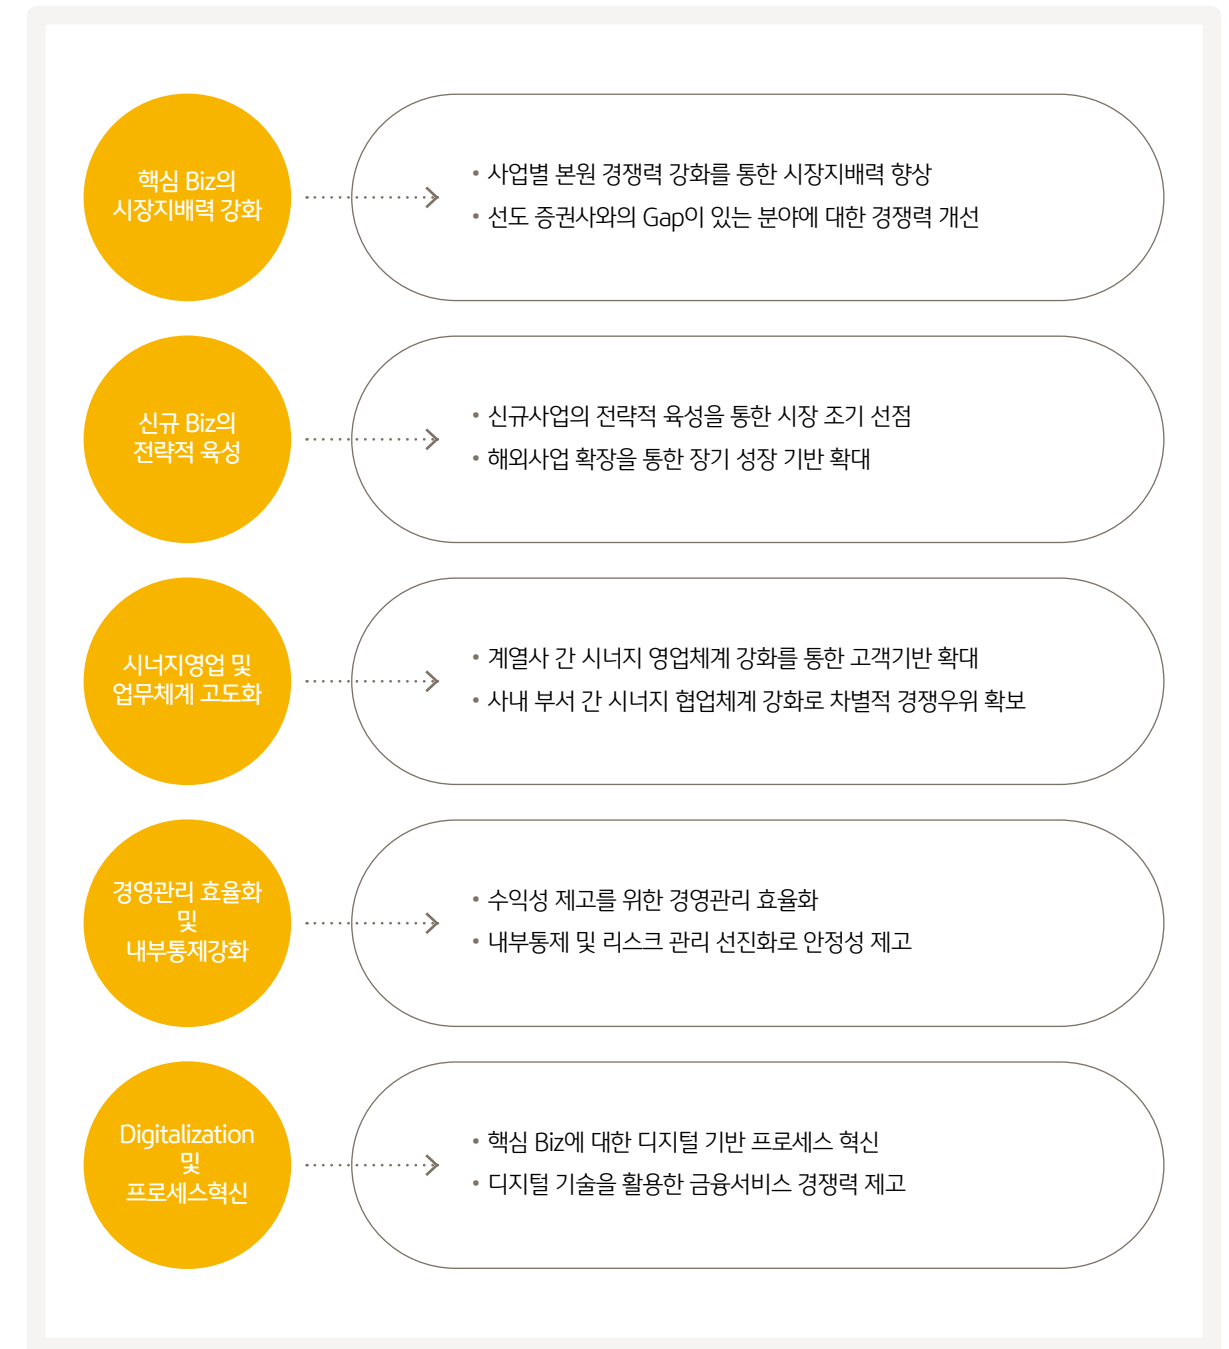 핵심 Biz의
시장지배력 강화
• 사업별 본원 경쟁력 강화를 통한 시장지배력 향상
• 선도 증권사와의 Gap이 있는 분야에 대한 경쟁력 개선
신규 Biz의
전략적 육성
• 신규사업의 전략적 육성을 통한 시장 조기 선점
• 해외사업 확장을 통한 장기 성장 기반 확대
시너지영업 및
업무체계 고도화
• 계열사 간 시너지 영업체계 강화를 통한 고객기반 확대
• 사내 부서 간 시너지 협업체계 강화로 차별적 경쟁우위 확보
경영관리 효율화
및
내부통제강화
• 수익성 제고를 위한 경영관리 효율화
• 내부통제 및 리스크 관리 선진화로 안정성 제고
Digitalization
및
프로세스혁신
• 핵심 Biz에 대한 디지털 기반 프로세스 혁신
• 디지털 기술을 활용한 금융서비스 경쟁력 제고